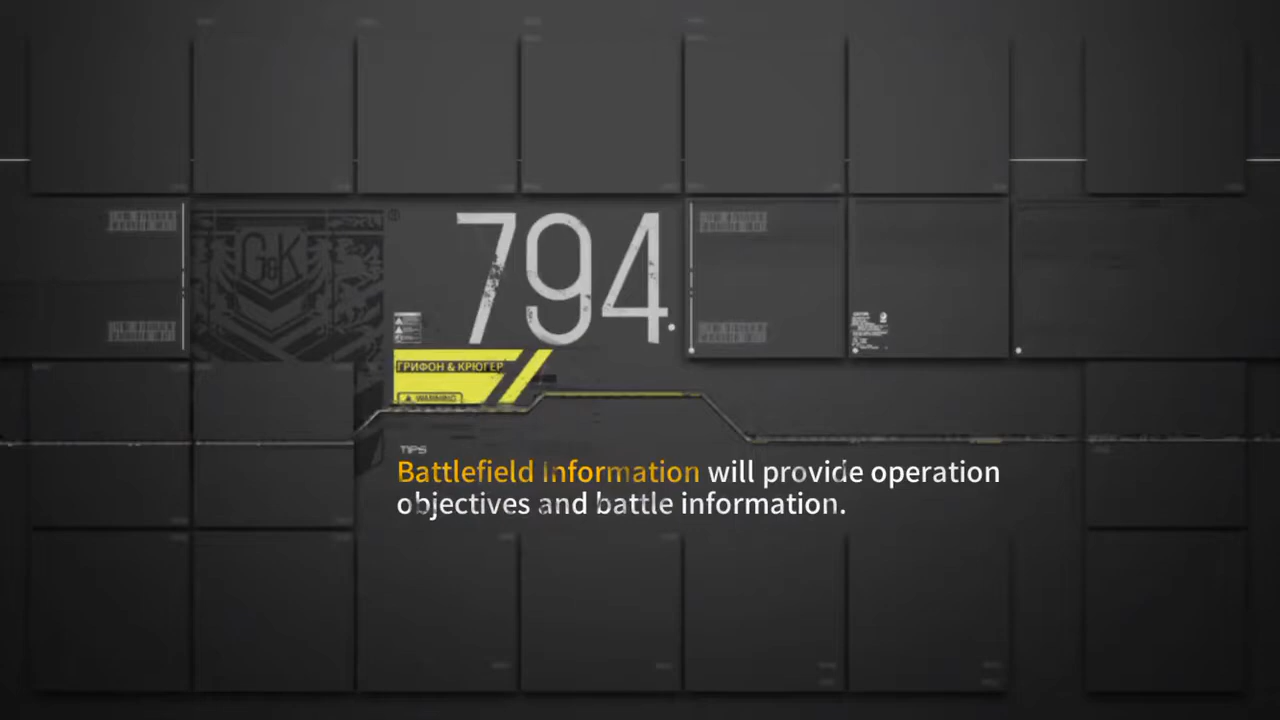 G&K
794.
ГРИФОН & КРЮГЕР
WARNING
TIPS
Battlefield Information will provide operation
objectives and battle information.